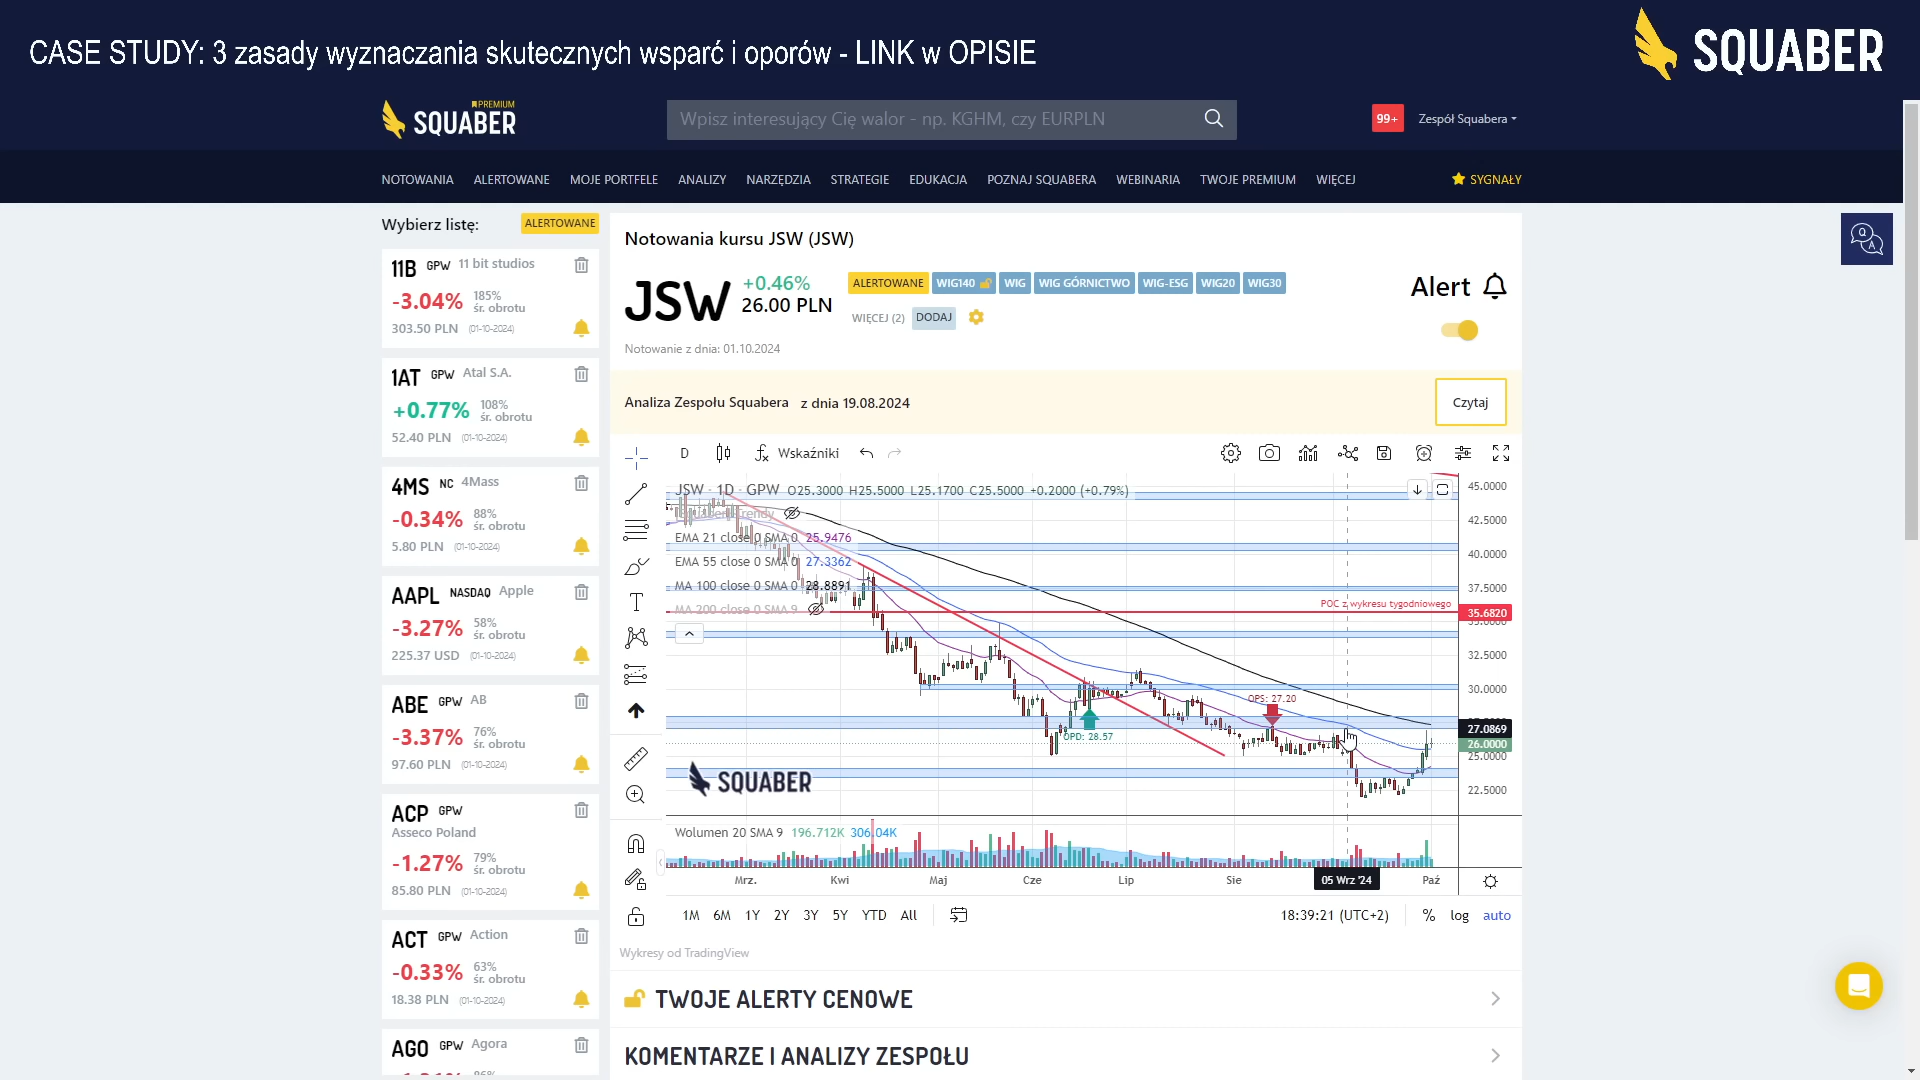 CASE STUDY: 3 zasady wyznaczania skutecznych wsparć i oporów - LINK w OPISIE
SQUABER
PREMIUM
SQUABER
Wpisz interesujący Cię walor - np. KGHM, czy EURPLN
99+
Zespół Squabera
NOTOWANIA ALERTOWANE MOJE PORTFELE ANALIZY NARZĘDZIA STRATEGIE EDUKACJA POZNAJ SQUABERA WEBINARIA TWOJE PREMIUM WIĘCEJ SYGNAŁY
Wybierz listę: ALERTOWANE
11B GPW 11 bit studios
-3.04% 185% śr. obrotu
303.50 PLN (01-10-2024)
1AT GPW Atal S.A.
+0.77% 108% śr. obrotu
52.40 PLN (01-10-2024)
4MS NC 4Mass
-0.34% 88% śr. obrotu
5.80 PLN (01-10-2024)
AAPL NASDAQ Apple
-3.27% 58% śr. obrotu
225.37 USD (01-10-2024)
ABE GPW AB
-3.37% 76% śr. obrotu
97.60 PLN (01-10-2024)
ACP GPW
Asseco Poland
-1.27% 79% śr. obrotu
85.80 PLN (01-10-2024)
ACT GPW Action
-0.33% 63% śr. obrotu
18.38 PLN (01-10-2024)
AGO GPW Agora
Notowania kursu JSW (JSW)
JSW +0.46%
26.00 PLN
ALERTOWANE WIG140 WIG WIG GÓRNICTWO WIG-ESG WIG20 WIG30
WIĘCEJ (2) DODAJ
Alert
Notowanie z dnia: 01.10.2024
Analiza Zespołu Squabera z dnia 19.08.2024
Czytaj
D Wskaźniki
JSW · 1D · GPW O25.3000 H25.5000 L25.1700 C25.5000 +0.2000 (+0.79%)
EMA 21 close 0 SMA 0 25.9476
EMA 55 close 0 SMA 0 27.3362
MA 100 close 0 SMA 0 28.8891
MA 200 close 0 SMA 9
POC z wykresu tygodniowego
OPS: 27.20
OPD: 28.57
SQUABER
45.0000
42.5000
40.0000
37.5000
35.6820
35.0000
32.5000
30.0000
27.0869
26.0000
25.0000
22.5000
Wolumen 20 SMA 9 196.712K 306.04K
Mrz. Kwi Maj Cze Lip Sie 05 Wrz '24 Paź
1M 6M 1Y 2Y 3Y 5Y YTD All
18:39:21 (UTC+2) % log auto
Wykresy od TradingView
TWOJE ALERTY CENOWE
KOMENTARZE I ANALIZY ZESPOŁU
Q
A